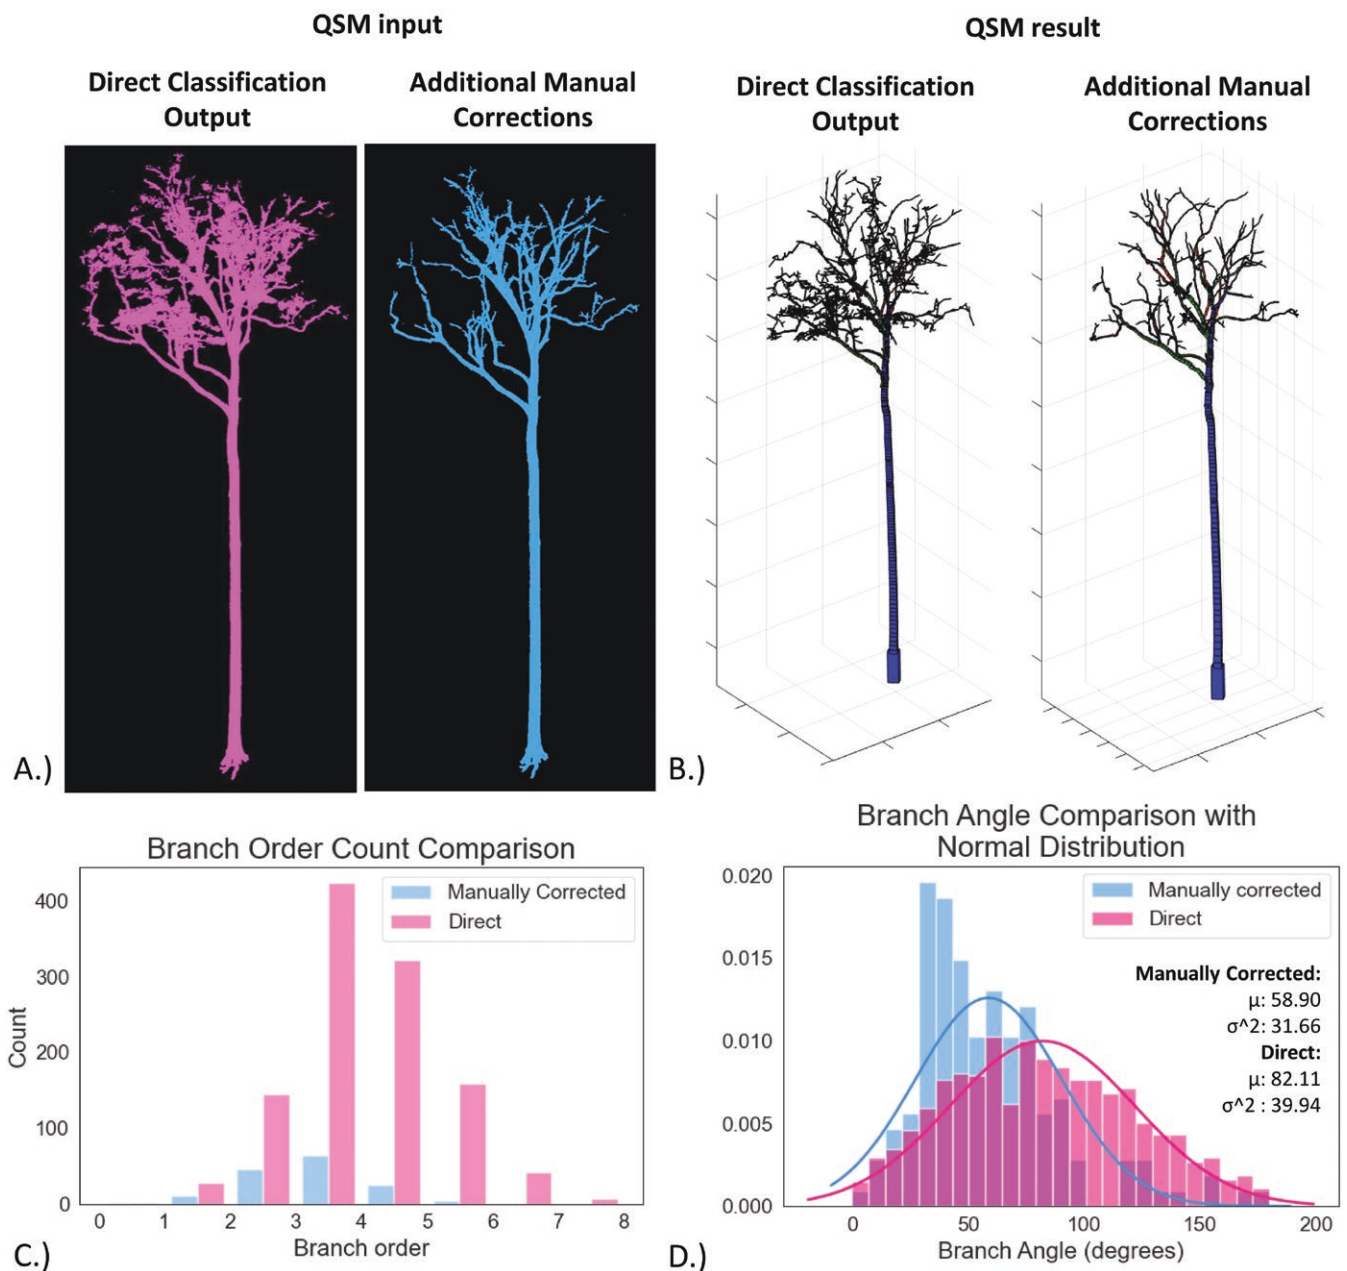 QSM input
QSM result
Direct Classification
Output
Additional Manual
Corrections
Direct Classification
Output
Additional Manual
Corrections
A.)
B.)
Branch Order Count Comparison
Manually Corrected
Direct
400
300
200
100
0
Count
0 1 2 3 4 5 6 7 8
Branch order
C.)
Branch Angle Comparison with
Normal Distribution
Manually corrected
Direct
Manually Corrected:
μ: 58.90
σ^2: 31.66
Direct:
μ: 82.11
σ^2 : 39.94
0.020
0.015
0.010
0.005
0.000
0 50 100 150 200
Branch Angle (degrees)
D.)